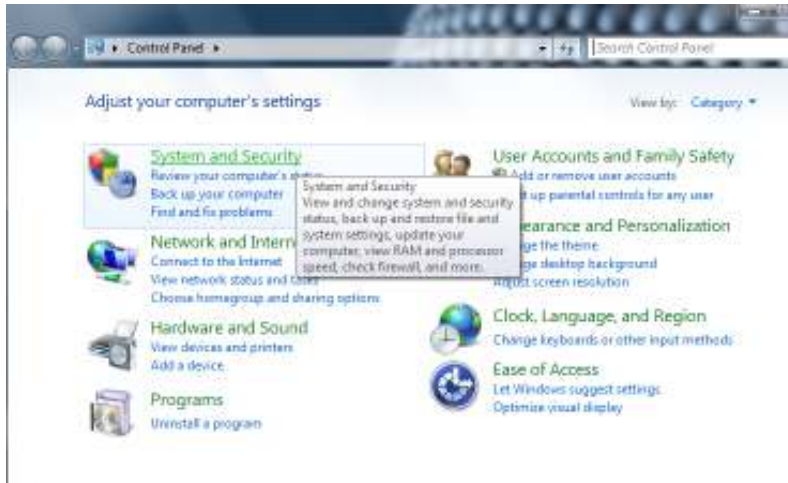 Control Panel
Search Control Panel
Adjust your computer's settings
View by: Category
System and Security
Review your computer's
Back up your computer
Find and fix problems
System and Security
View and change system and security
status, back up and restore file and
system settings, update your
computer, view RAM and processor
speed, check firewall, and more.
Network and Intern
Connect to the Internet
View network status and tasks
Choose homegroup and sharing options
Hardware and Sound
View devices and printers
Add a device
Programs
Uninstall a program
User Accounts and Family Safety
Add or remove user accounts
up parental controls for any user
earance and Personalization
ge the theme
ge desktop background
Adjust screen resolution
Clock, Language, and Region
Change keyboards or other input methods
Ease of Access
Let Windows suggest settings
Optimize visual display